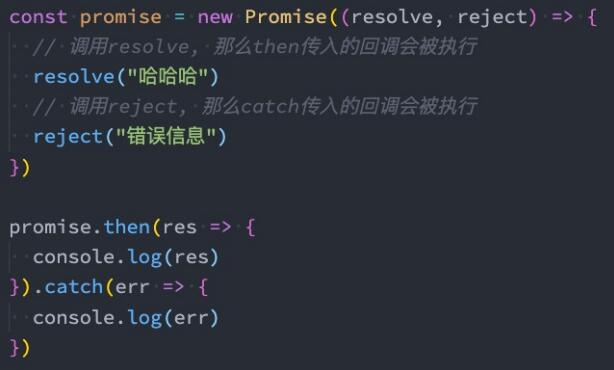 const promise = new Promise((resolve, reject) => {
  // 调用resolve, 那么then传入的回调会被执行
  resolve("哈哈哈")
  // 调用reject, 那么catch传入的回调会被执行
  reject("错误信息")
})

promise.then(res => {
  console.log(res)
}).catch(err => {
  console.log(err)
})